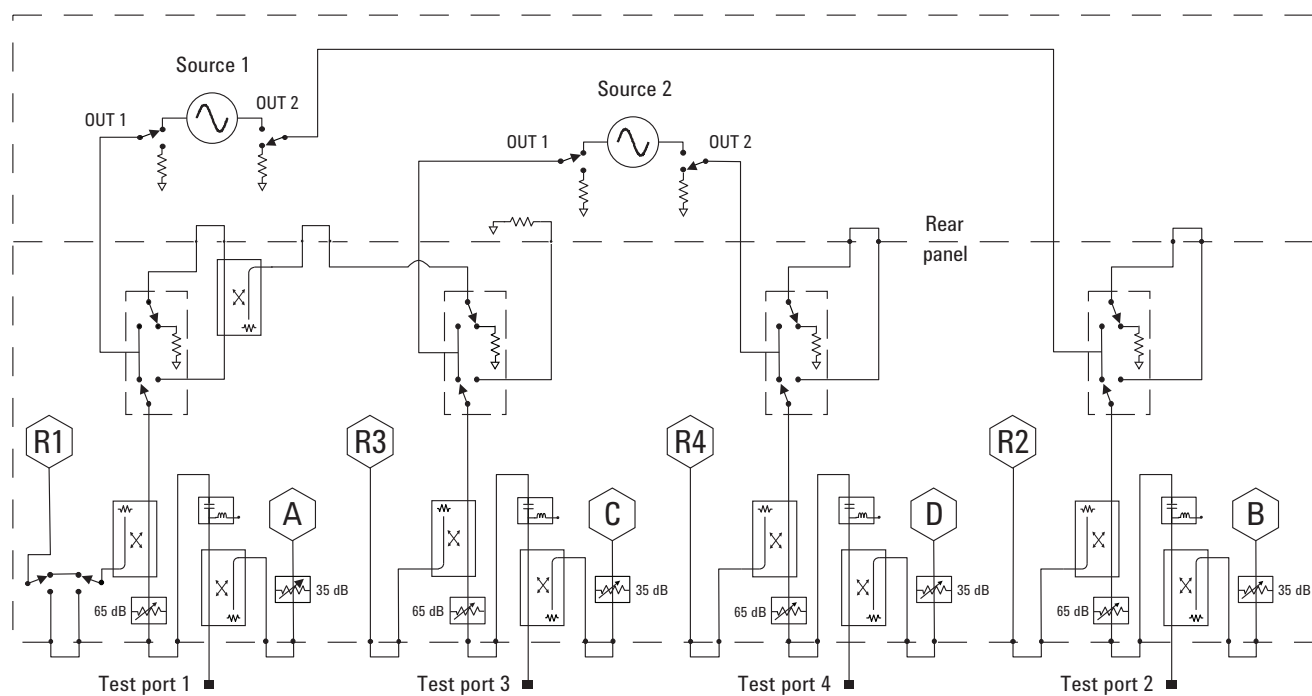 Source 1
OUT 1
OUT 2
Source 2
OUT 1
OUT 2
Rear
panel
R1
R3
R4
R2
A
C
D
B
65 dB
35 dB
65 dB
35 dB
65 dB
35 dB
65 dB
35 dB
Test port 1
Test port 3
Test port 4
Test port 2